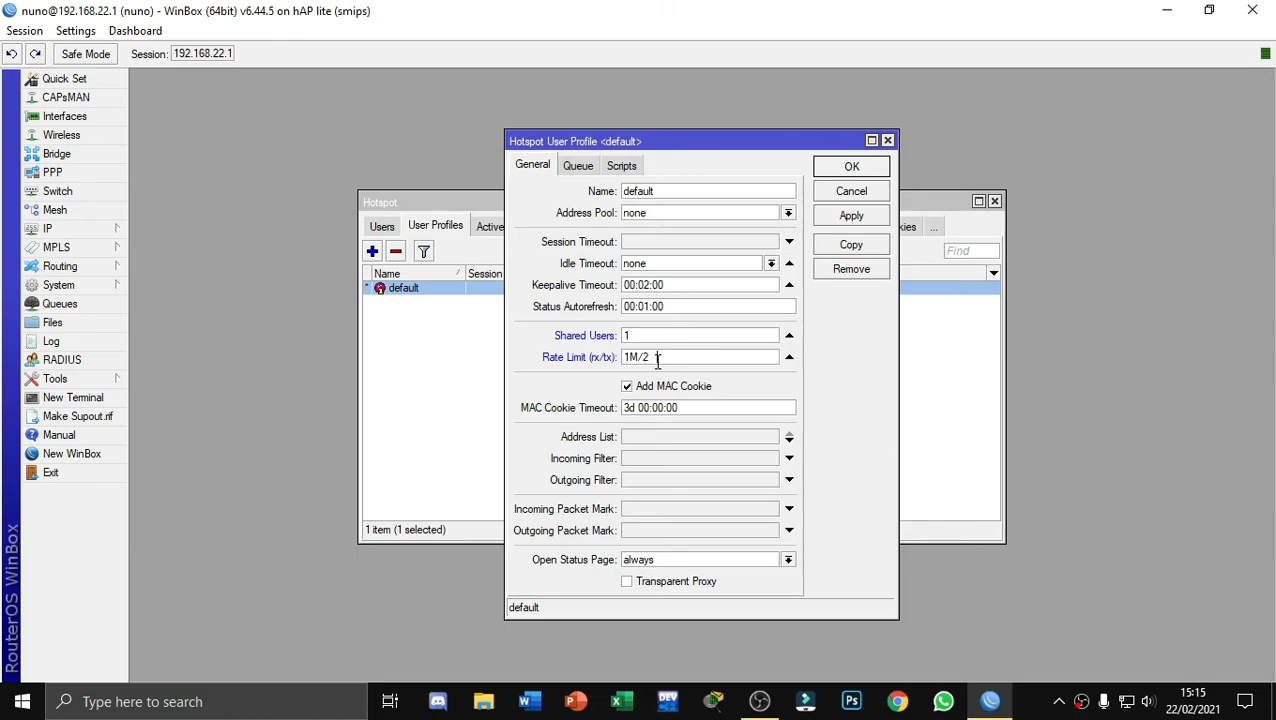 nuno@192.168.22.1 (nuno) - WinBox (64bit) v6.44.5 on hAP lite (smips)
Session Settings Dashboard
Safe Mode Session: 192.168.22.1
Quick Set
CAPsMAN
Interfaces
Wireless
Bridge
PPP
Switch
Mesh
IP
MPLS
Routing
System
Queues
Files
Log
RADIUS
Tools
New Terminal
Make Supout.rif
Manual
New WinBox
Exit
RouterOS WinBox
Hotspot
Users User Profiles Active
kies ...
Find
Name Session
* default
1 item (1 selected)
Hotspot User Profile <default>
General Queue Scripts
Name: default
Address Pool: none
Session Timeout:
Idle Timeout: none
Keepalive Timeout: 00:02:00
Status Autorefresh: 00:01:00
Shared Users: 1
Rate Limit (rx/tx): 1M/2
Add MAC Cookie
MAC Cookie Timeout: 3d 00:00:00
Address List:
Incoming Filter:
Outgoing Filter:
Incoming Packet Mark:
Outgoing Packet Mark:
Open Status Page: always
Transparent Proxy
default
OK
Cancel
Apply
Copy
Remove
Type here to search
DEV
Ps
15:15
22/02/2021